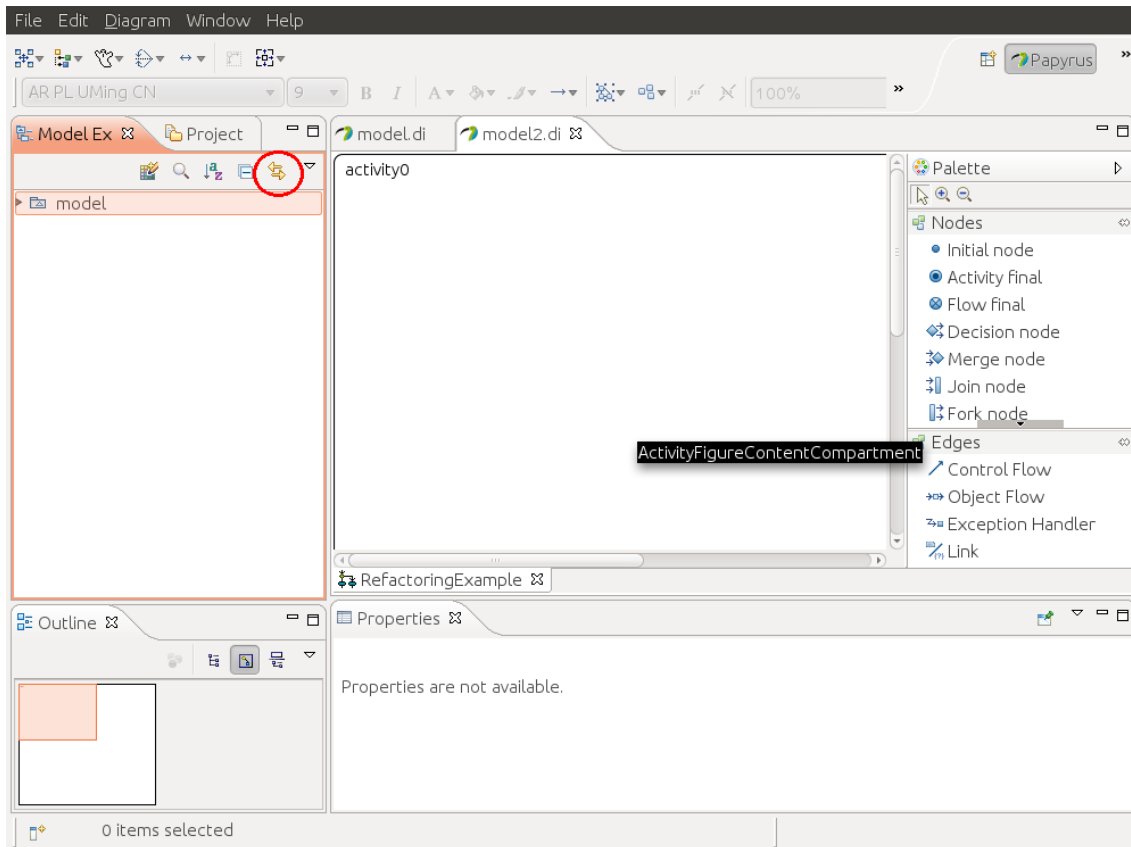 File Edit Diagram Window Help
Papyrus
AR PL UMing CN 9 B I A 100%
Model Ex Project
model.di model2.di
activity0
model
Palette
Nodes
Initial node
Activity final
Flow final
Decision node
Merge node
Join node
Fork node
ActivityFigureContentCompartment
Edges
Control Flow
Object Flow
Exception Handler
Link
RefactoringExample
Outline
Properties
Properties are not available.
0 items selected